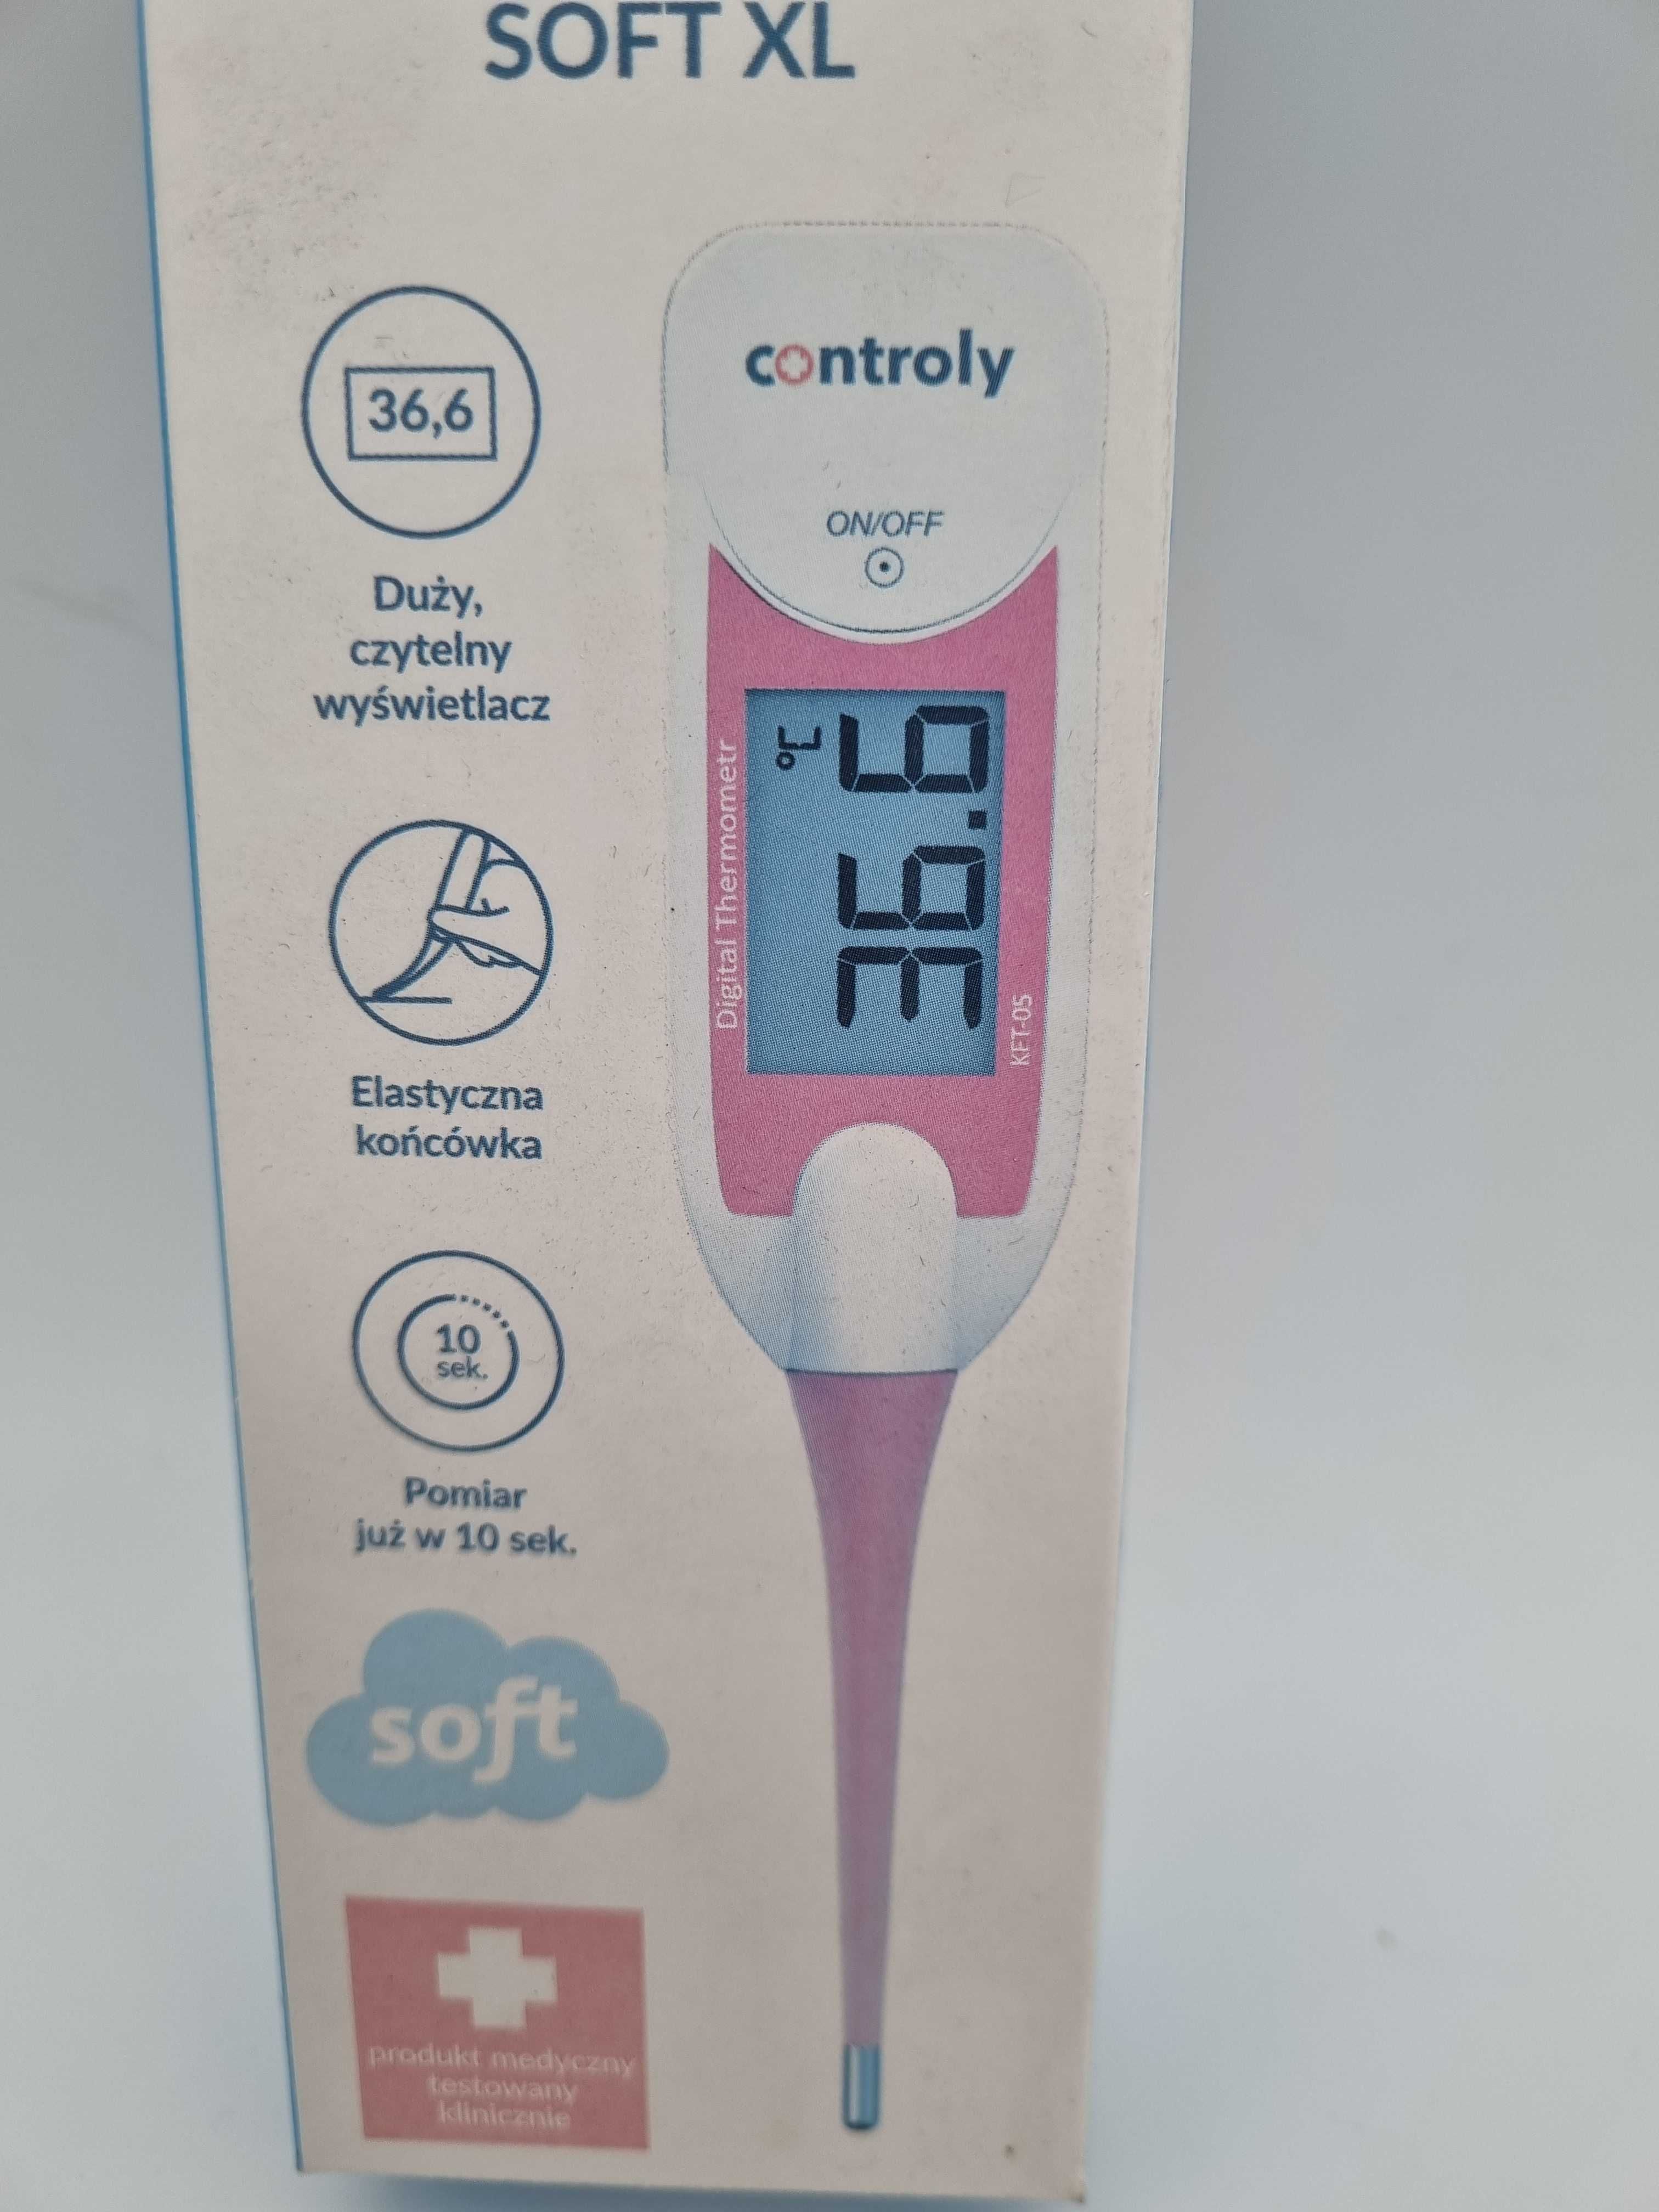 SOFT XL
36,6
Duży,
czytelny
wyświetlacz
Elastyczna
końcówka
10
sek.
Pomiar
już w 10 sek.
soft
produkt medyczny
testowany
klinicznie
controly
ON/OFF
Digital Thermometr
36.6 °C
KFT-05